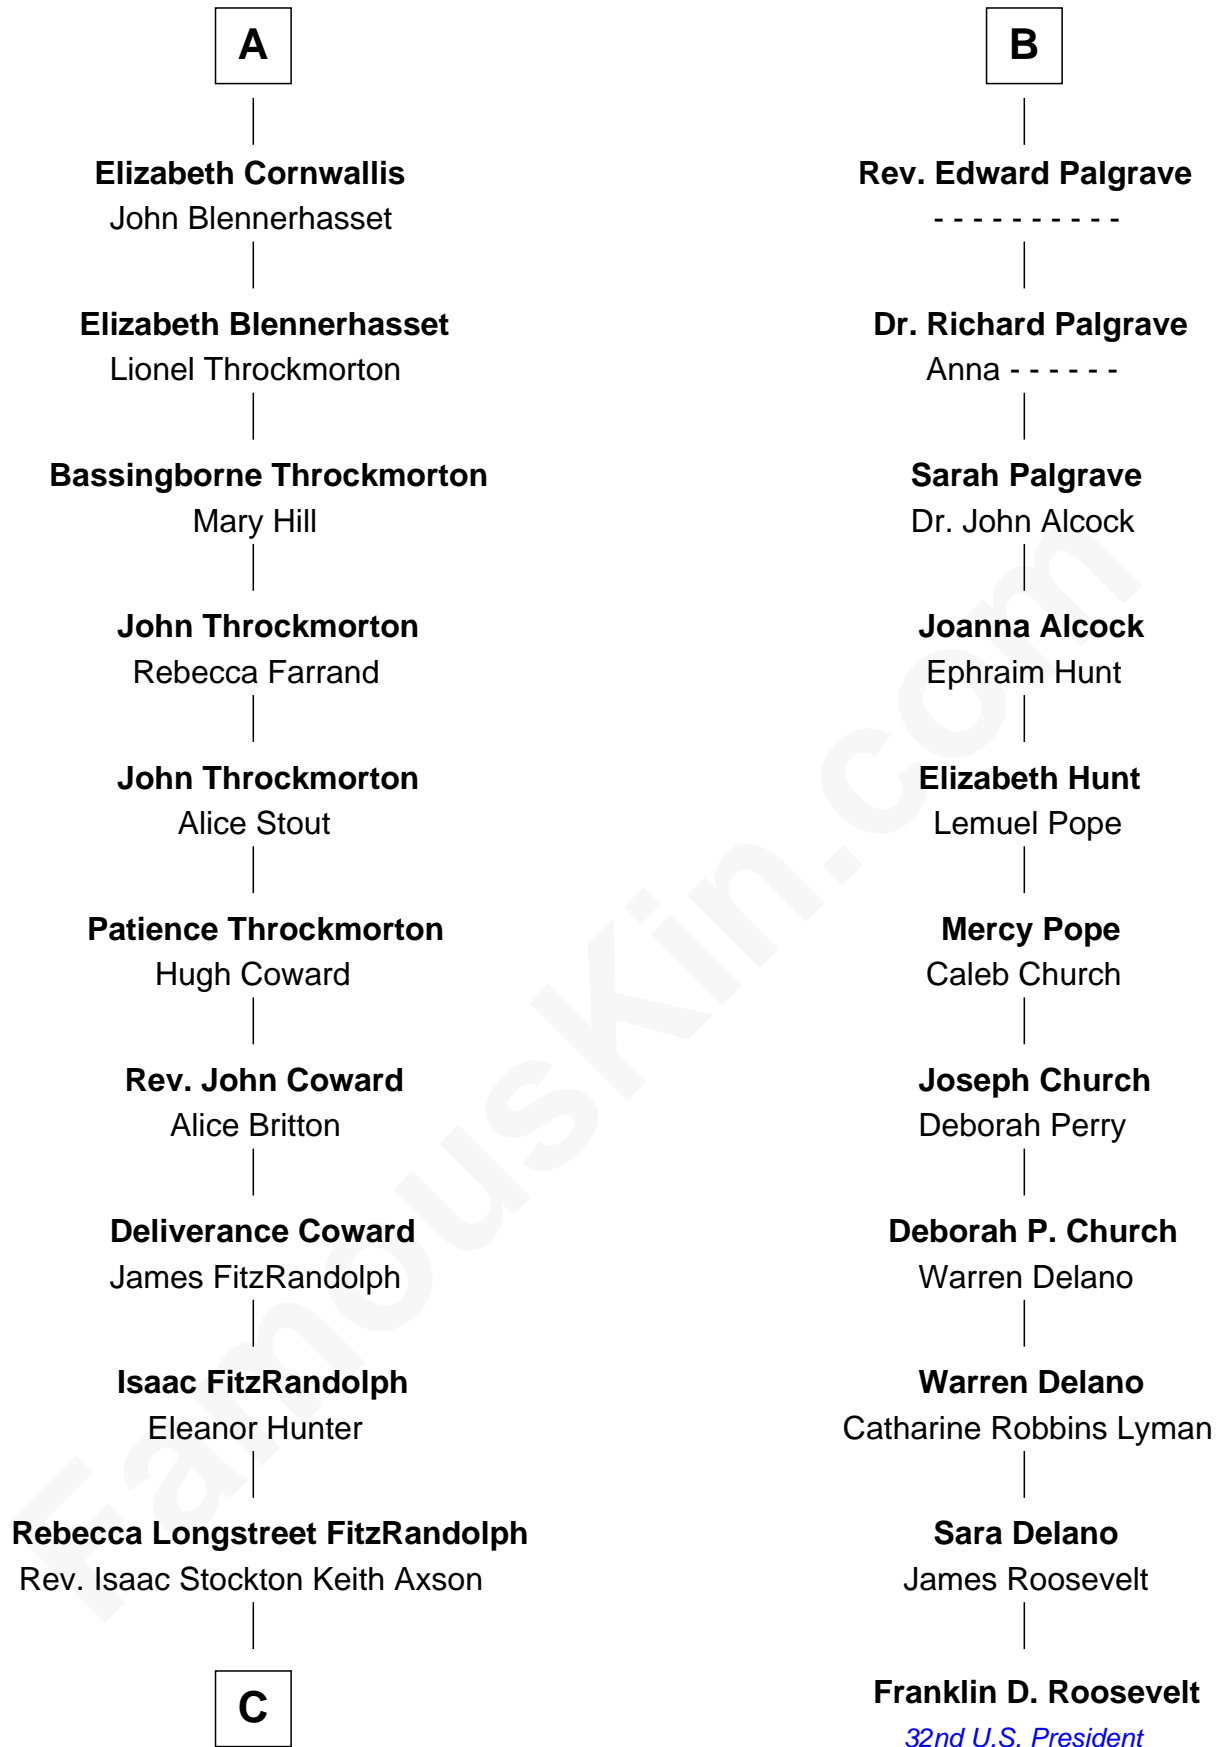 A
Elizabeth Cornwallis
John Blennerhasset
Elizabeth Blennerhasset
Lionel Throckmorton
Bassingborne Throckmorton
Mary Hill
John Throckmorton
Rebecca Farrand
John Throckmorton
Alice Stout
Patience Throckmorton
Hugh Coward
Rev. John Coward
Alice Britton
Deliverance Coward
James FitzRandolph
Isaac FitzRandolph
Eleanor Hunter
Rebecca Longstreet FitzRandolph
Rev. Isaac Stockton Keith Axson
C
B
Rev. Edward Palgrave
- - - - - - - - - -
Dr. Richard Palgrave
Anna - - - - - -
Sarah Palgrave
Dr. John Alcock
Joanna Alcock
Ephraim Hunt
Elizabeth Hunt
Lemuel Pope
Mercy Pope
Caleb Church
Joseph Church
Deborah Perry
Deborah P. Church
Warren Delano
Warren Delano
Catharine Robbins Lyman
Sara Delano
James Roosevelt
Franklin D. Roosevelt
32nd U.S. President
FamousKin.com